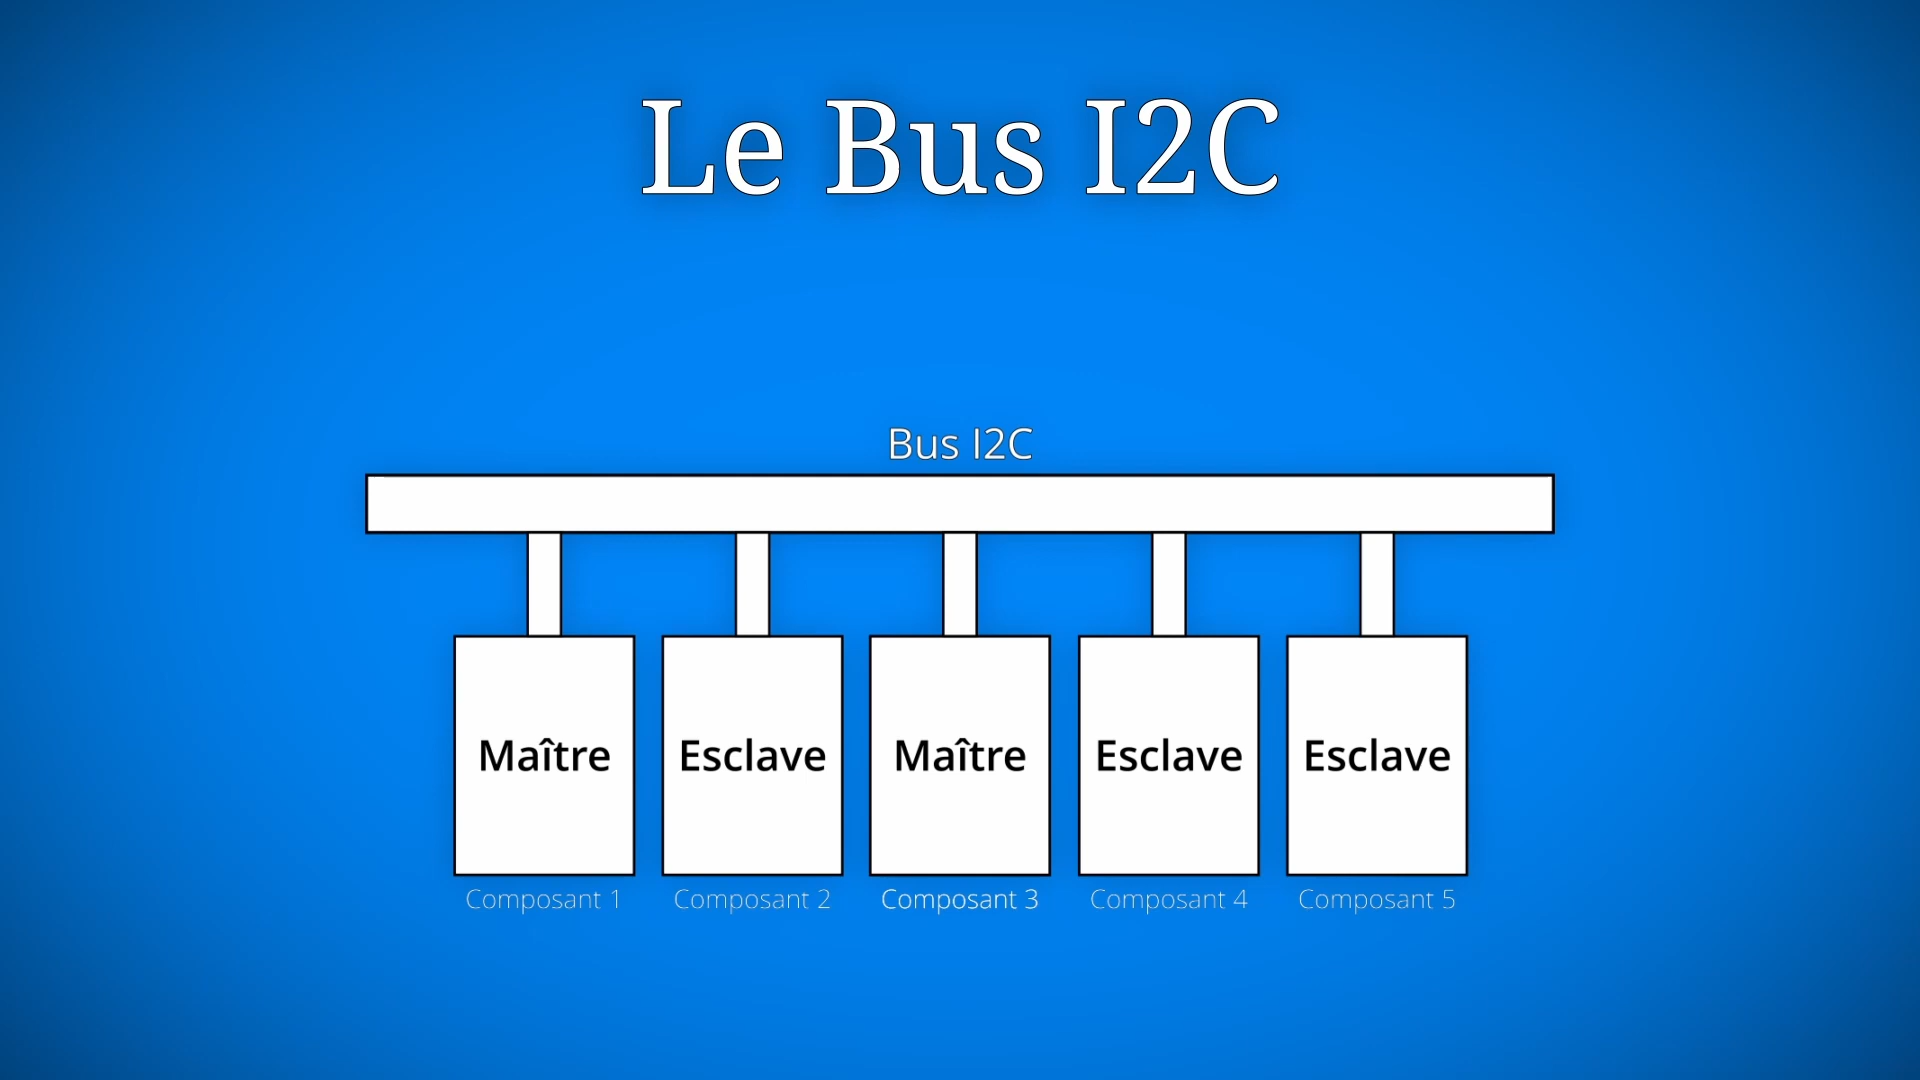 Le Bus I2C
Bus I2C
Maître Esclave Maître Esclave Esclave
Composant 1 Composant 2 Composant 3 Composant 4 Composant 5